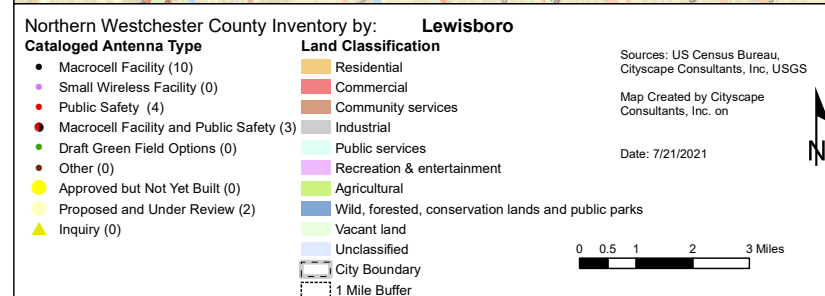 Northern Westchester County Inventory by: Lewisboro
Cataloged Antenna Type
Macrocell Facility (10)
Small Wireless Facility (0)
Public Safety (4)
Macrocell Facility and Public Safety (3)
Draft Green Field Options (0)
Other (0)
Approved but Not Yet Built (0)
Proposed and Under Review (2)
Inquiry (0)
Land Classification
Residential
Commercial
Community services
Industrial
Public services
Recreation & entertainment
Agricultural
Wild, forested, conservation lands and public parks
Vacant land
Unclassified
City Boundary
1 Mile Buffer
Sources: US Census Bureau,
Cityscape Consultants, Inc, USGS
Map Created by Cityscape
Consultants, Inc. on
Date: 7/21/2021
N
0 0.5 1 2 3 Miles